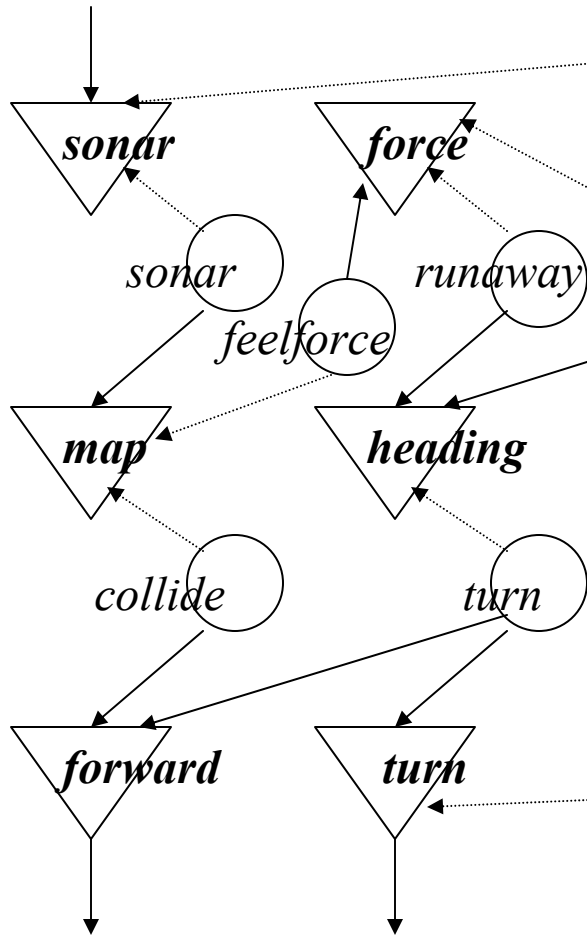 sonar
force
sonar
runaway
feelforce
map
heading
collide
turn
forward
turn